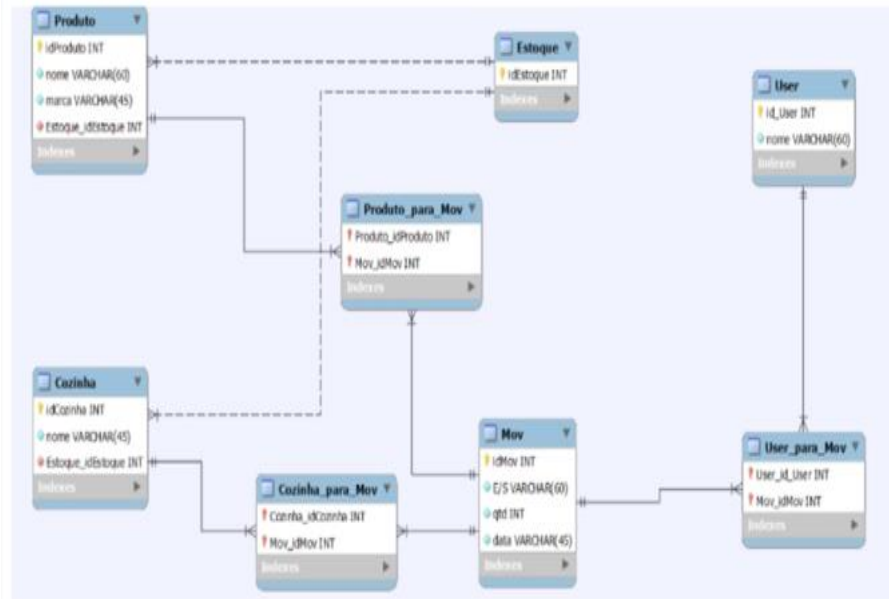 Produto
idProduto INT
nome VARCHAR(60)
marca VARCHAR(45)
Estoque_idEstoque INT
Indexes
Estoque
idEstoque INT
Indexes
User
id_User INT
nome VARCHAR(60)
Indexes
Produto_para_Mov
Produto_idProduto INT
Mov_idMov INT
Indexes
Cozinha
idCozinha INT
nome VARCHAR(45)
Estoque_idEstoque INT
Indexes
Cozinha_para_Mov
Cozinha_idCozinha INT
Mov_idMov INT
Indexes
Mov
idMov INT
E/S VARCHAR(60)
qtd INT
data VARCHAR(45)
Indexes
User_para_Mov
User_id_User INT
Mov_idMov INT
Indexes